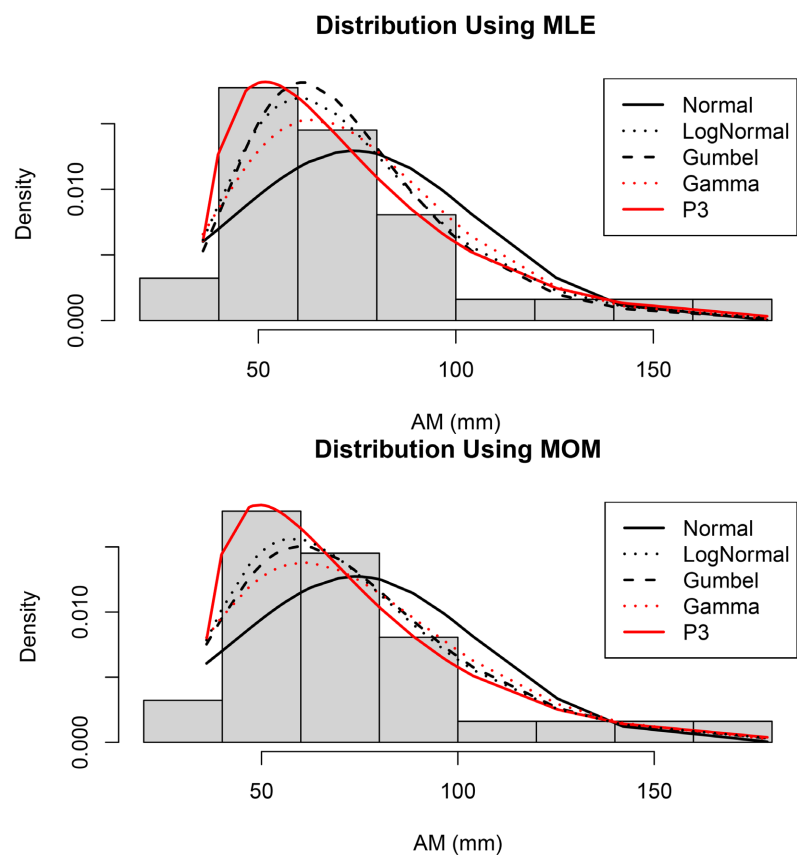 Distribution Using MLE
Density
0.010
0.000
Normal
LogNormal
Gumbel
Gamma
P3
50
100
150
AM (mm)
Distribution Using MOM
Density
0.010
0.000
Normal
LogNormal
Gumbel
Gamma
P3
50
100
150
AM (mm)